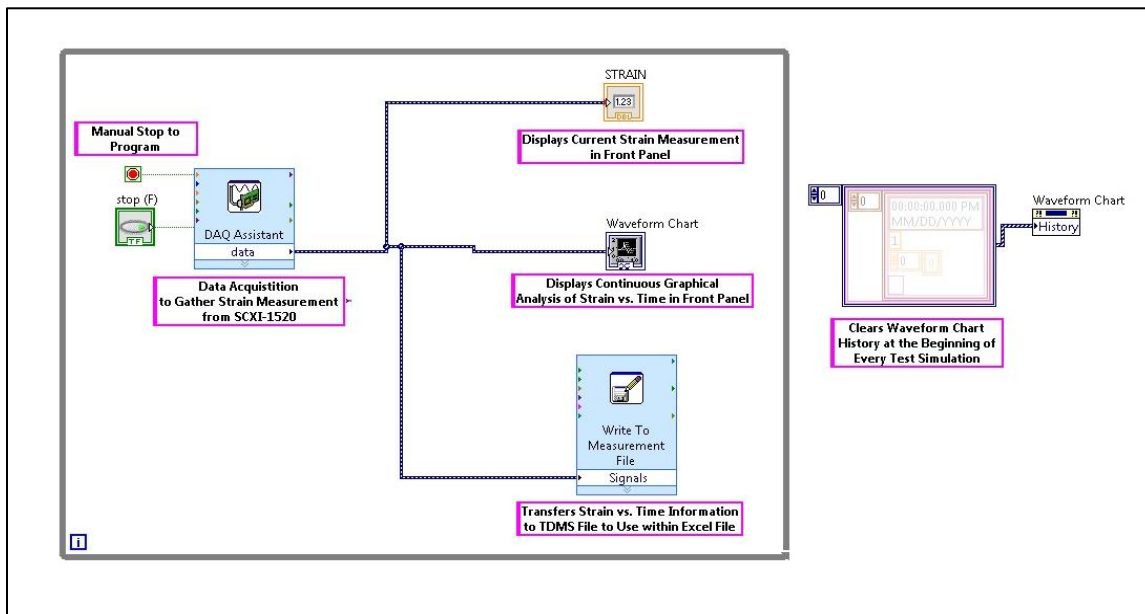 STRAIN
1.23
DBL
Displays Current Strain Measurement
in Front Panel
Manual Stop to
Program
stop (F)
TF
DAQ Assistant
data
Data Acquistition
to Gather Strain Measurement
from SCXI-1520
Waveform Chart
Displays Continuous Graphical
Analysis of Strain vs. Time in Front Panel
Write To
Measurement
File
Signals
Transfers Strain vs. Time Information
to TDMS File to Use within Excel File
i
0
0
00:00:00.000 PM
MM/DD/YYYY
1
0
Waveform Chart
?! ?!
History
Clears Waveform Chart
History at the Beginning of
Every Test Simulation